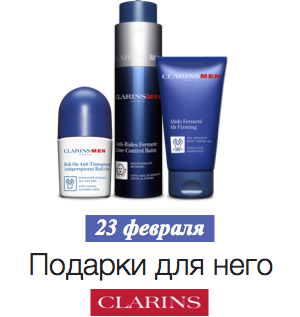 CLARINS MEN
CLARINS MEN
CLARINS MEN
PARIS
Roll-On Anti-Transpirant
Antiperspirant Roll-On
Anti-Rides Fermeté
Line-Control Balm
Abdo Fermeté
Ab Firming
23 февраля
Подарки для него
CLARINS